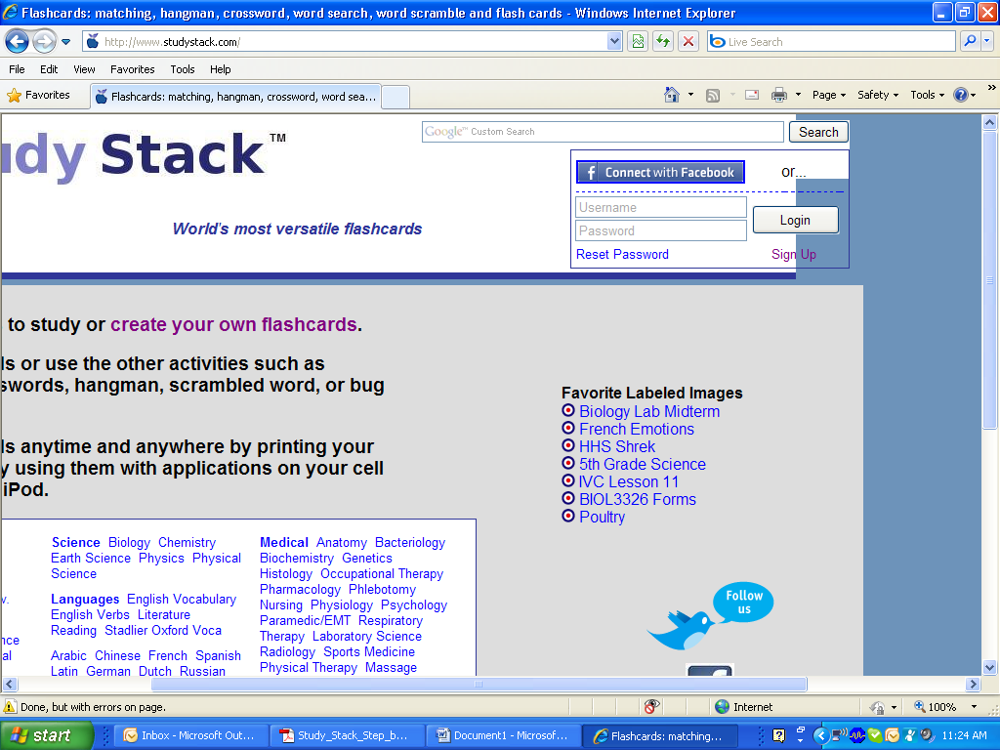 Flashcards: matching, hangman, crossword, word search, word scramble and flash cards - Windows Internet Explorer
http://www.studystack.com/
Live Search
File Edit View Favorites Tools Help
Favorites
Flashcards: matching, hangman, crossword, word sea...
Page Safety Tools
udy Stack™
Google™ Custom Search
Search
f Connect with Facebook
or...
World's most versatile flashcards
Username
Password
Login
Reset Password
Sign Up
to study or create your own flashcards.
ls or use the other activities such as
swords, hangman, scrambled word, or bug
ls anytime and anywhere by printing your
y using them with applications on your cell
iPod.
Favorite Labeled Images
Biology Lab Midterm
French Emotions
HHS Shrek
5th Grade Science
IVC Lesson 11
BIOL3326 Forms
Poultry
v.
nce
al
Science Biology Chemistry
Earth Science Physics Physical
Science
Languages English Vocabulary
English Verbs Literature
Reading Stadlier Oxford Voca
Arabic Chinese French Spanish
Latin German Dutch Russian
Medical Anatomy Bacteriology
Biochemistry Genetics
Histology Occupational Therapy
Pharmacology Phlebotomy
Nursing Physiology Psychology
Paramedic/EMT Respiratory
Therapy Laboratory Science
Radiology Sports Medicine
Physical Therapy Massage
Follow
us
Done, but with errors on page.
Internet
100%
start
Inbox - Microsoft Out...
Study_Stack_Step_b...
Document1 - Microsof...
Flashcards: matching...
11:24 AM